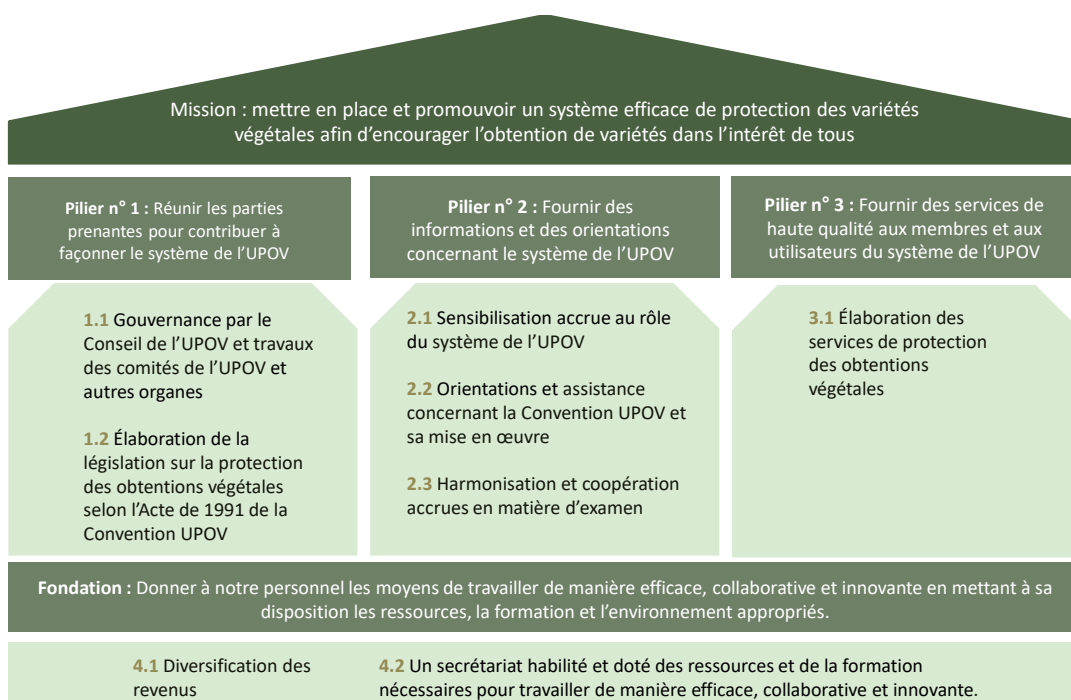 Mission : mettre en place et promouvoir un système efficace de protection des variétés
végétales afin d’encourager l’obtention de variétés dans l’intérêt de tous
Pilier n° 1 : Réunir les parties
prenantes pour contribuer à
façonner le système de l’UPOV
Pilier n° 2 : Fournir des
informations et des orientations
concernant le système de l’UPOV
Pilier n° 3 : Fournir des services de
haute qualité aux membres et aux
utilisateurs du système de l’UPOV
1.1 Gouvernance par le
Conseil de l’UPOV et travaux
des comités de l’UPOV et
autres organes
1.2 Élaboration de la
législation sur la protection
des obtentions végétales
selon l’Acte de 1991 de la
Convention UPOV
2.1 Sensibilisation accrue au rôle
du système de l’UPOV
2.2 Orientations et assistance
concernant la Convention UPOV et
sa mise en œuvre
2.3 Harmonisation et coopération
accrues en matière d’examen
3.1 Élaboration des
services de protection
des obtentions
végétales
Fondation : Donner à notre personnel les moyens de travailler de manière efficace, collaborative et innovante en mettant à sa
disposition les ressources, la formation et l’environnement appropriés.
4.1 Diversification des
revenus
4.2 Un secrétariat habilité et doté des ressources et de la formation
nécessaires pour travailler de manière efficace, collaborative et innovante.